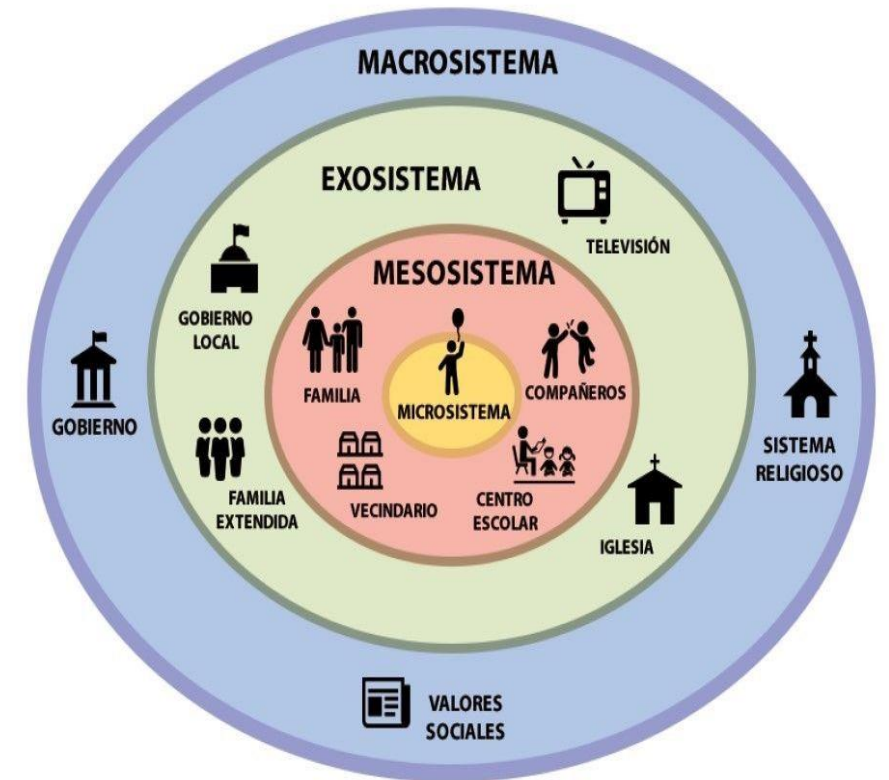 MACROSISTEMA
EXOSISTEMA
TELEVISIÓN
MESOSISTEMA
GOBIERNO
LOCAL
FAMILIA
COMPAÑEROS
MICROSISTEMA
GOBIERNO
SISTEMA
RELIGIOSO
FAMILIA
EXTENDIDA
VECINDARIO
CENTRO
ESCOLAR
IGLESIA
VALORES
SOCIALES